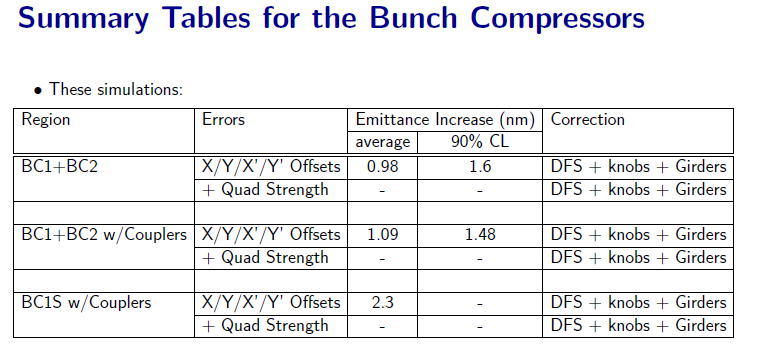 Summary Tables for the Bunch Compressors
• These simulations:
Region Errors Emittance Increase (nm) Correction
average 90% CL
BC1+BC2 X/Y/X'/Y' Offsets 0.98 1.6 DFS + knobs + Girders
+ Quad Strength - - DFS + knobs + Girders
BC1+BC2 w/Couplers X/Y/X'/Y' Offsets 1.09 1.48 DFS + knobs + Girders
+ Quad Strength - - DFS + knobs + Girders
BC1S w/Couplers X/Y/X'/Y' Offsets 2.3 - DFS + knobs + Girders
+ Quad Strength - - DFS + knobs + Girders